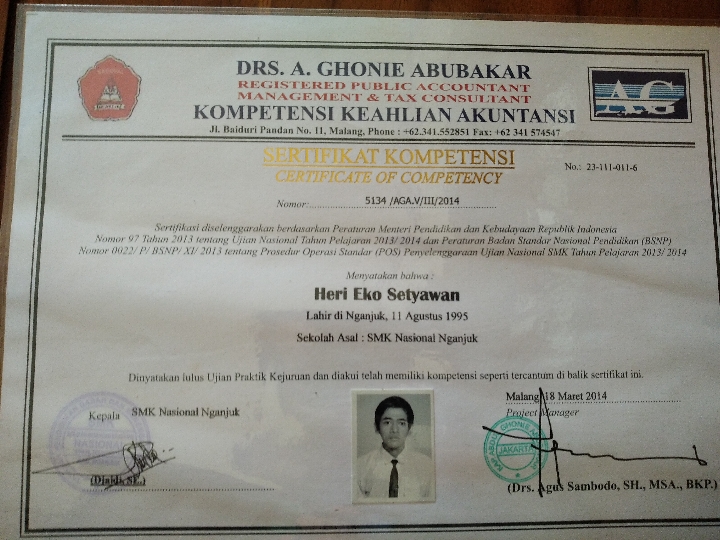 DRS. A. GHONIE ABUBAKAR
REGISTERED PUBLIC ACCOUNTANT
MANAGEMENT & TAX CONSULTANT
KOMPETENSI KEAHLIAN AKUNTANSI
Jl. Baiduri Pandan No. 11, Malang, Phone : +62.341.552851 Fax: +62 341 574547
AG
SERTIFIKAT KOMPETENSI
CERTIFICATE OF COMPETENCY
No.: 23-111-011-6
Nomor: 5134 /AGA.V/III/2014
Sertifikasi diselenggarakan berdasarkan Peraturan Menteri Pendidikan dan Kebudayaan Republik Indonesia
Nomor 97 Tahun 2013 tentang Ujian Nasional Tahun Pelajaran 2013/ 2014 dan Peraturan Badan Standar Nasional Pendidikan (BSNP)
Nomor 0022/ P/ BSNP/ XI/ 2013 tentang Prosedur Operasi Standar (POS) Penyelenggaraan Ujian Nasional SMK Tahun Pelajaran 2013/ 2014
Menyatakan bahwa :
Heri Eko Setyawan
Lahir di Nganjuk, 11 Agustus 1995
Sekolah Asal : SMK Nasional Nganjuk
Dinyatakan lulus Ujian Praktik Kejuruan dan diakui telah memiliki kompetensi seperti tercantum di balik sertifikat ini.
Kepala SMK Nasional Nganjuk
Malang, 18 Maret 2014
Project Manager
JAKARTA
(Drs. Agus Sambodo, SH., MSA., BKP.)